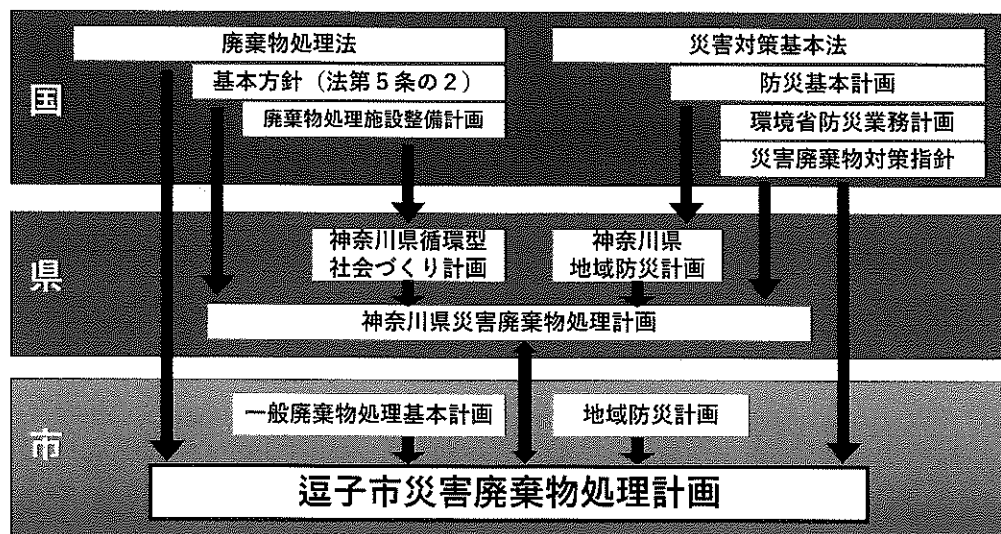 国
廃棄物処理法
基本方針(法第5条の2)
廃棄物処理施設整備計画
災害対策基本法
防災基本計画
環境省防災業務計画
災害廃棄物対策指針
県
神奈川県循環型
社会づくり計画
神奈川県
地域防災計画
神奈川県災害廃棄物処理計画
市
一般廃棄物処理基本計画
地域防災計画
逗子市災害廃棄物処理計画